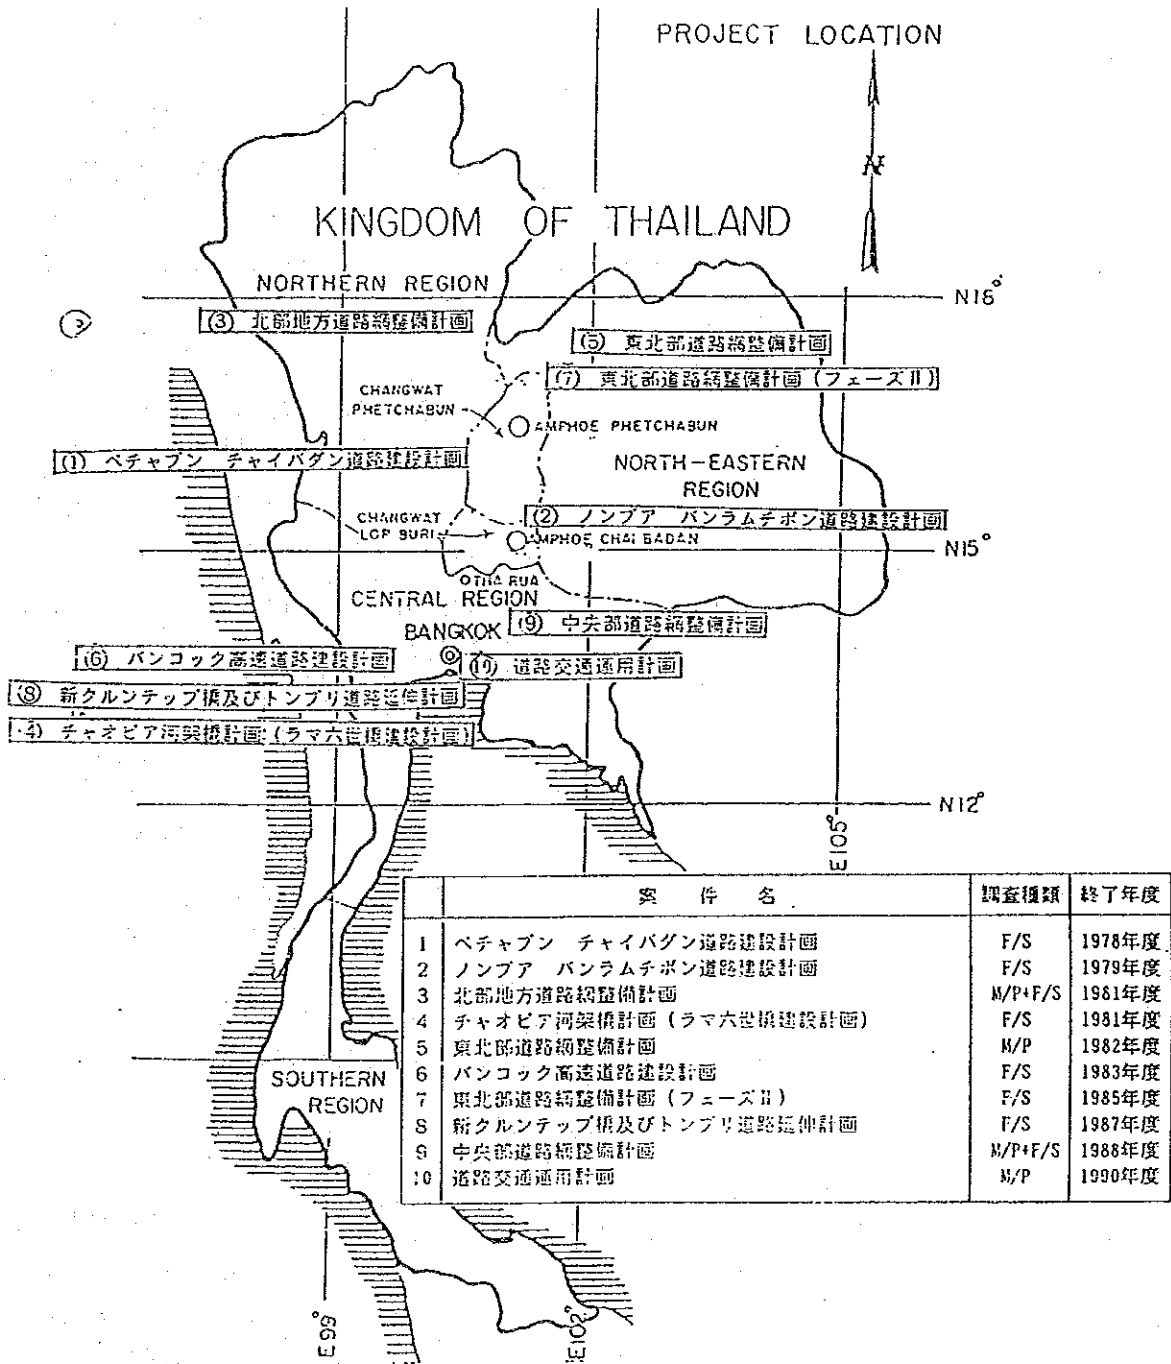 PROJECT LOCATION
N
KINGDOM OF THAILAND
NORTHERN REGION
N18°
(3) 北部地方道路網整備計画
(5) 東北部道路網整備計画
(7) 東北部道路網整備計画 (フェーズⅡ)
CHANGWAT
PHETCHABUN
AMPHOE PHETCHABUN
(1) ペチャブン チャイバダン道路建設計画
NORTH-EASTERN
REGION
CHANGWAT
LOP BURI
(2) ノンブア バンラムチボン道路建設計画
AMPHOE CHAI BADAN
N15°
THA RUA
CENTRAL REGION
BANGKOK
(9) 中央部道路網整備計画
(6) バンコック高速道路建設計画
(10) 道路交通運用計画
(8) 新クルンテップ橋及びトンブリ道路延伸計画
(4) チャオピア河架橋計画 (ラマ六世橋建設計画)
N12°
E105°
案件名 調査種類 終了年度
1 ペチャブン チャイバダン道路建設計画 F/S 1978年度
2 ノンブア バンラムチボン道路建設計画 F/S 1979年度
3 北部地方道路網整備計画 M/P+F/S 1981年度
4 チャオピア河架橋計画 (ラマ六世橋建設計画) F/S 1981年度
5 東北部道路網整備計画 M/P 1982年度
6 バンコック高速道路建設計画 F/S 1983年度
7 東北部道路網整備計画 (フェーズⅡ) F/S 1985年度
8 新クルンテップ橋及びトンブリ道路延伸計画 F/S 1987年度
9 中央部道路網整備計画 M/P+F/S 1988年度
10 道路交通運用計画 M/P 1990年度
SOUTHERN
REGION
E99°
E102°